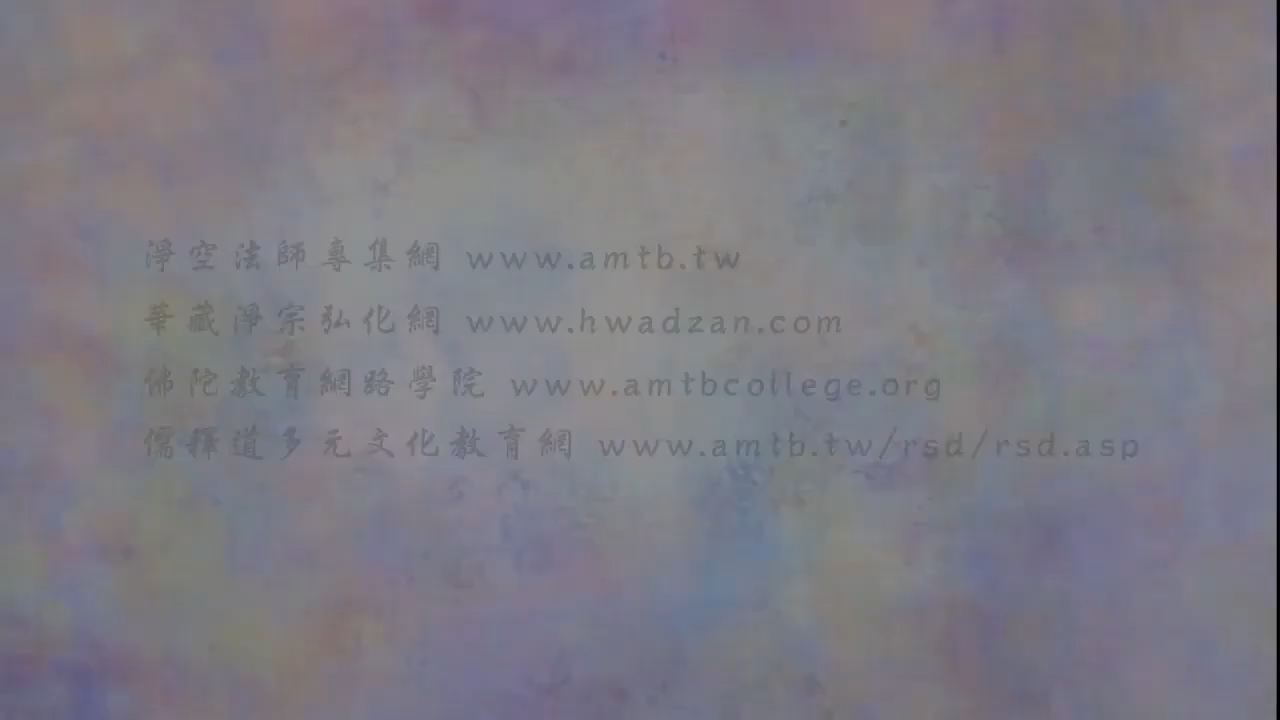 淨空法師專集網 www.amtb.tw
華藏淨宗弘化網 www.hwadzan.com
佛陀教育網路學院 www.amtbcollege.org
儒釋道多元文化教育網 www.amtb.tw/rsd/rsd.asp